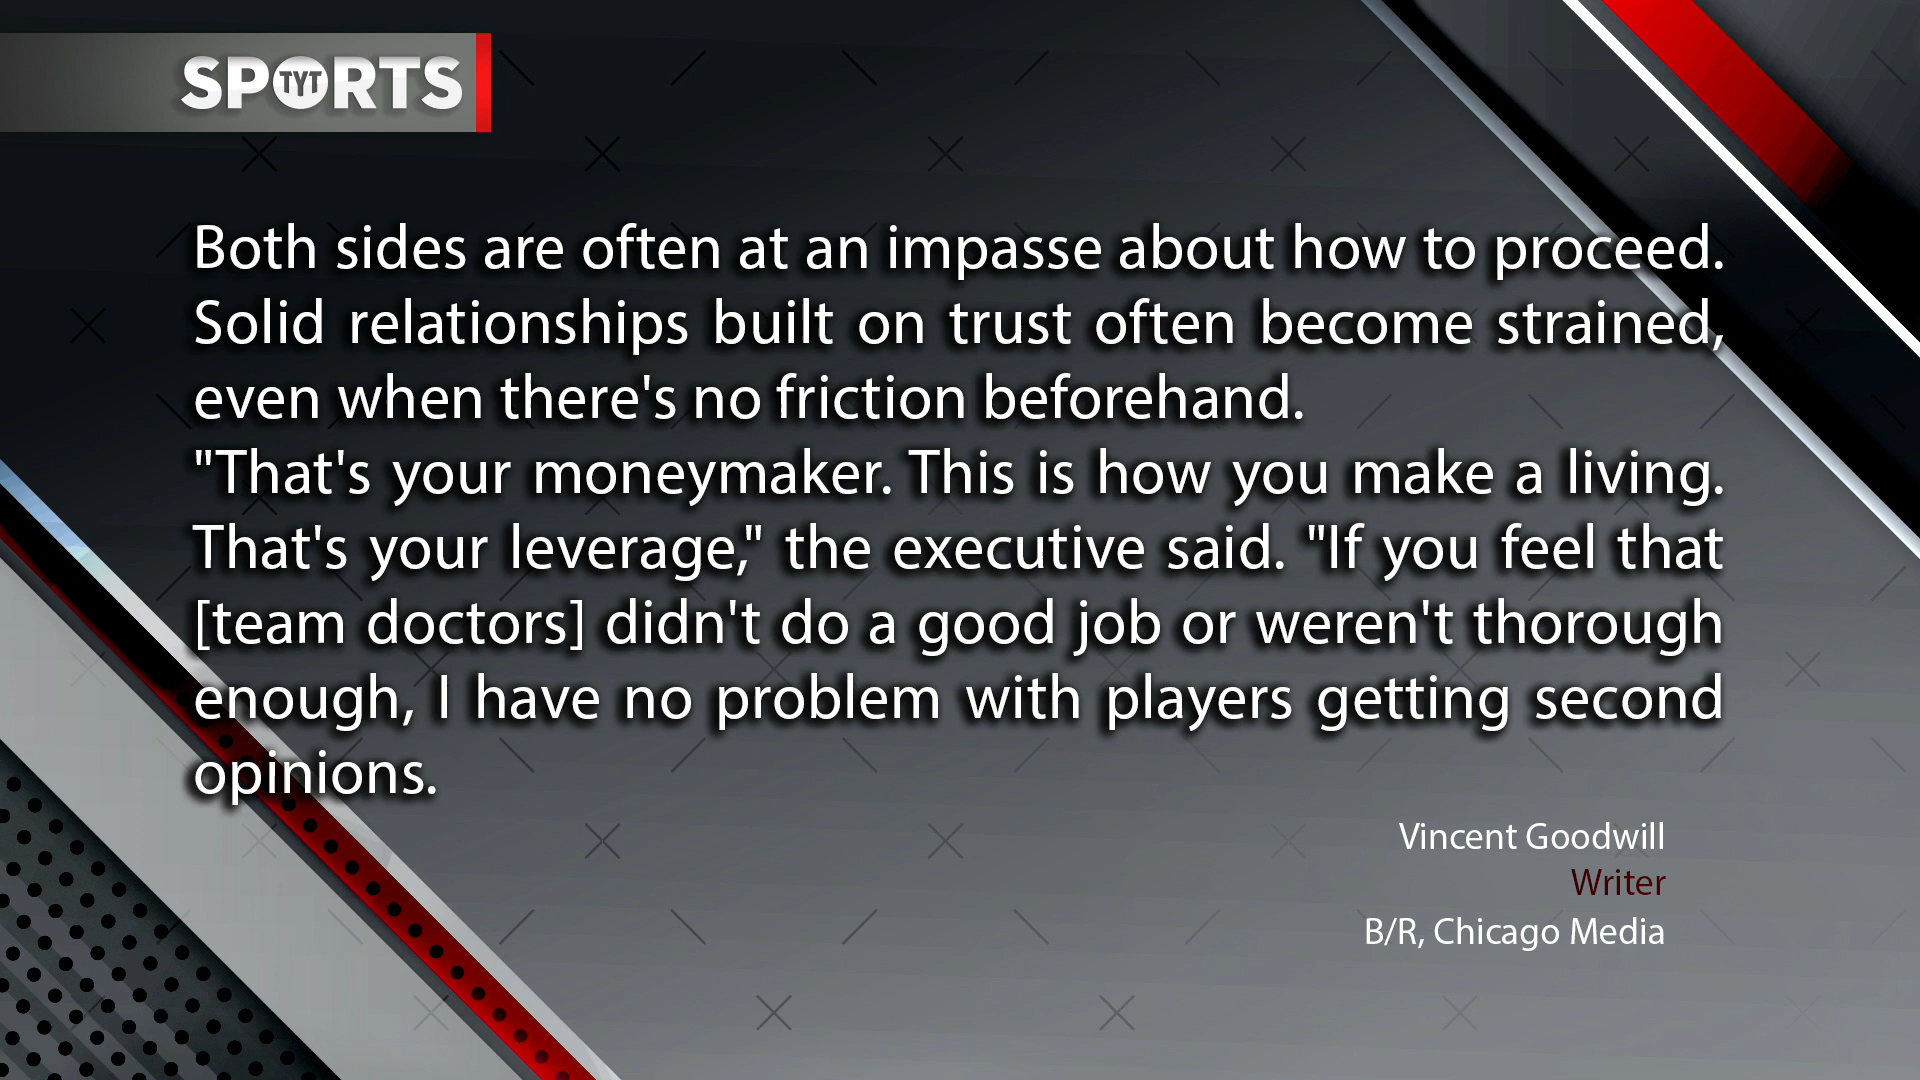 SPORTS
TYT
Both sides are often at an impasse about how to proceed.
Solid relationships built on trust often become strained,
even when there's no friction beforehand.
"That's your moneymaker. This is how you make a living.
That's your leverage," the executive said. "If you feel that
[team doctors] didn't do a good job or weren't thorough
enough, I have no problem with players getting second
opinions.
Vincent Goodwill
Writer
B/R, Chicago Media